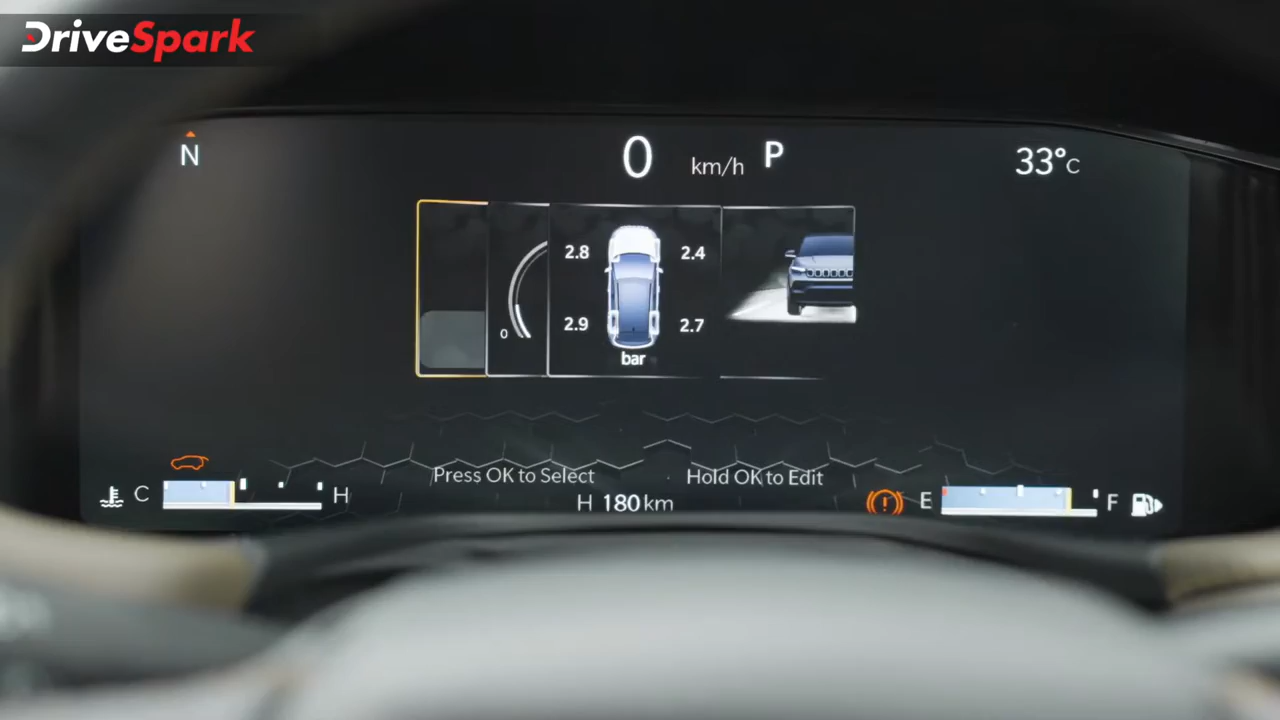 DriveSpark
N
0 km/h P
33°C
2.8 2.4
0
2.9 2.7
bar
Press OK to Select Hold OK to Edit
C H
H 180 km
E F